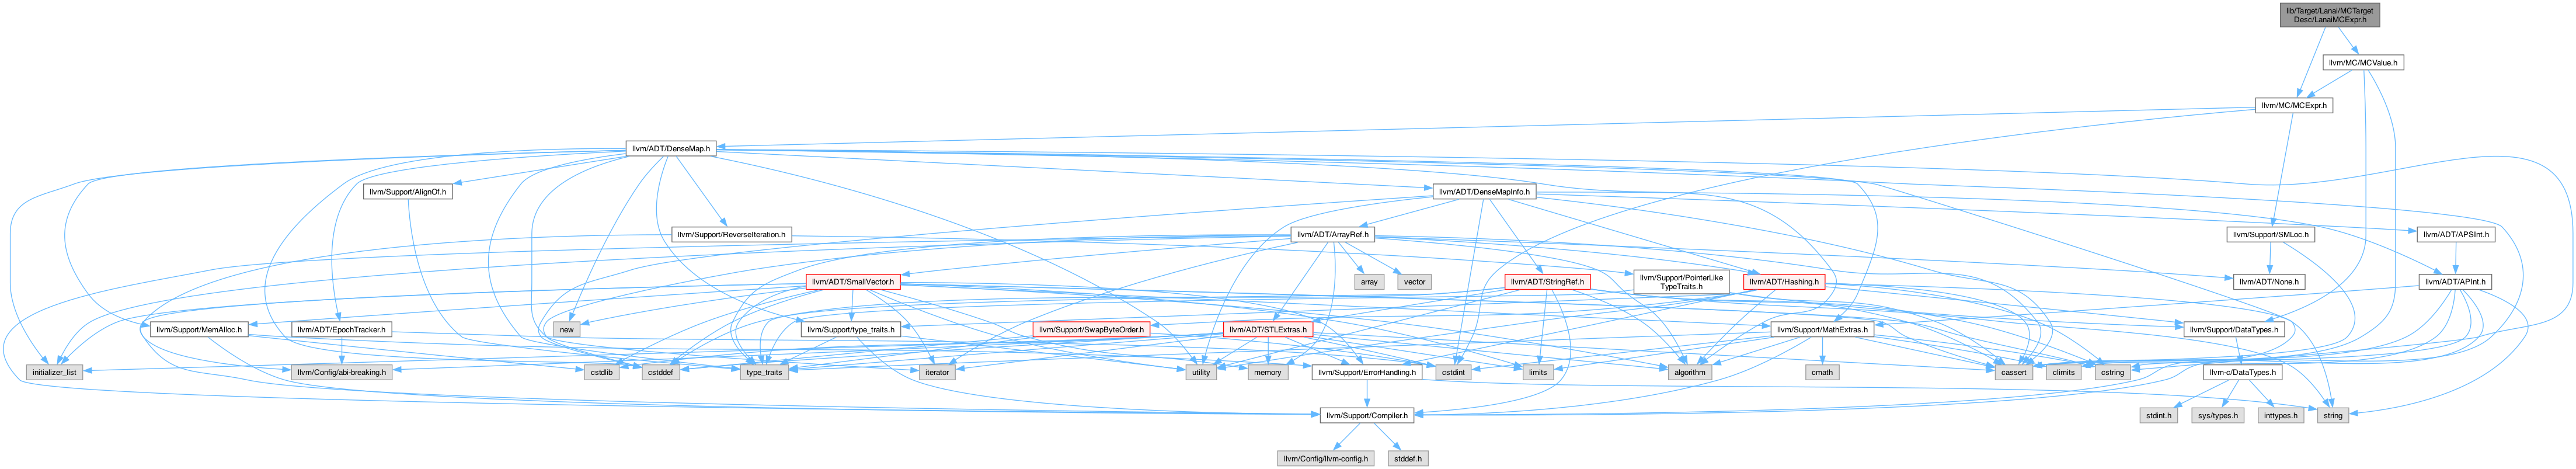 lib/Target/Lanai/MCTarget
Desc/LanaiMCExpr.h
llvm/MC/MCValue.h
llvm/MC/MCExpr.h
llvm/ADT/DenseMap.h
llvm/Support/AlignOf.h
llvm/ADT/DenseMapInfo.h
llvm/Support/ReverseIteration.h
llvm/ADT/ArrayRef.h
llvm/Support/SMLoc.h
llvm/ADT/APSInt.h
llvm/ADT/SmallVector.h
array
vector
llvm/Support/PointerLike
TypeTraits.h
llvm/ADT/StringRef.h
llvm/ADT/Hashing.h
llvm/ADT/None.h
llvm/ADT/APInt.h
llvm/Support/MemAlloc.h
llvm/ADT/EpochTracker.h
new
llvm/Support/type_traits.h
llvm/Support/SwapByteOrder.h
llvm/ADT/STLExtras.h
llvm/Support/MathExtras.h
llvm/Support/DataTypes.h
initializer_list
llvm/Config/abi-breaking.h
cstdlib
cstddef
type_traits
iterator
utility
memory
llvm/Support/ErrorHandling.h
cstdint
limits
algorithm
cmath
cassert
climits
cstring
llvm-c/DataTypes.h
llvm/Support/Compiler.h
stdint.h
sys/types.h
inttypes.h
string
llvm/Config/llvm-config.h
stddef.h